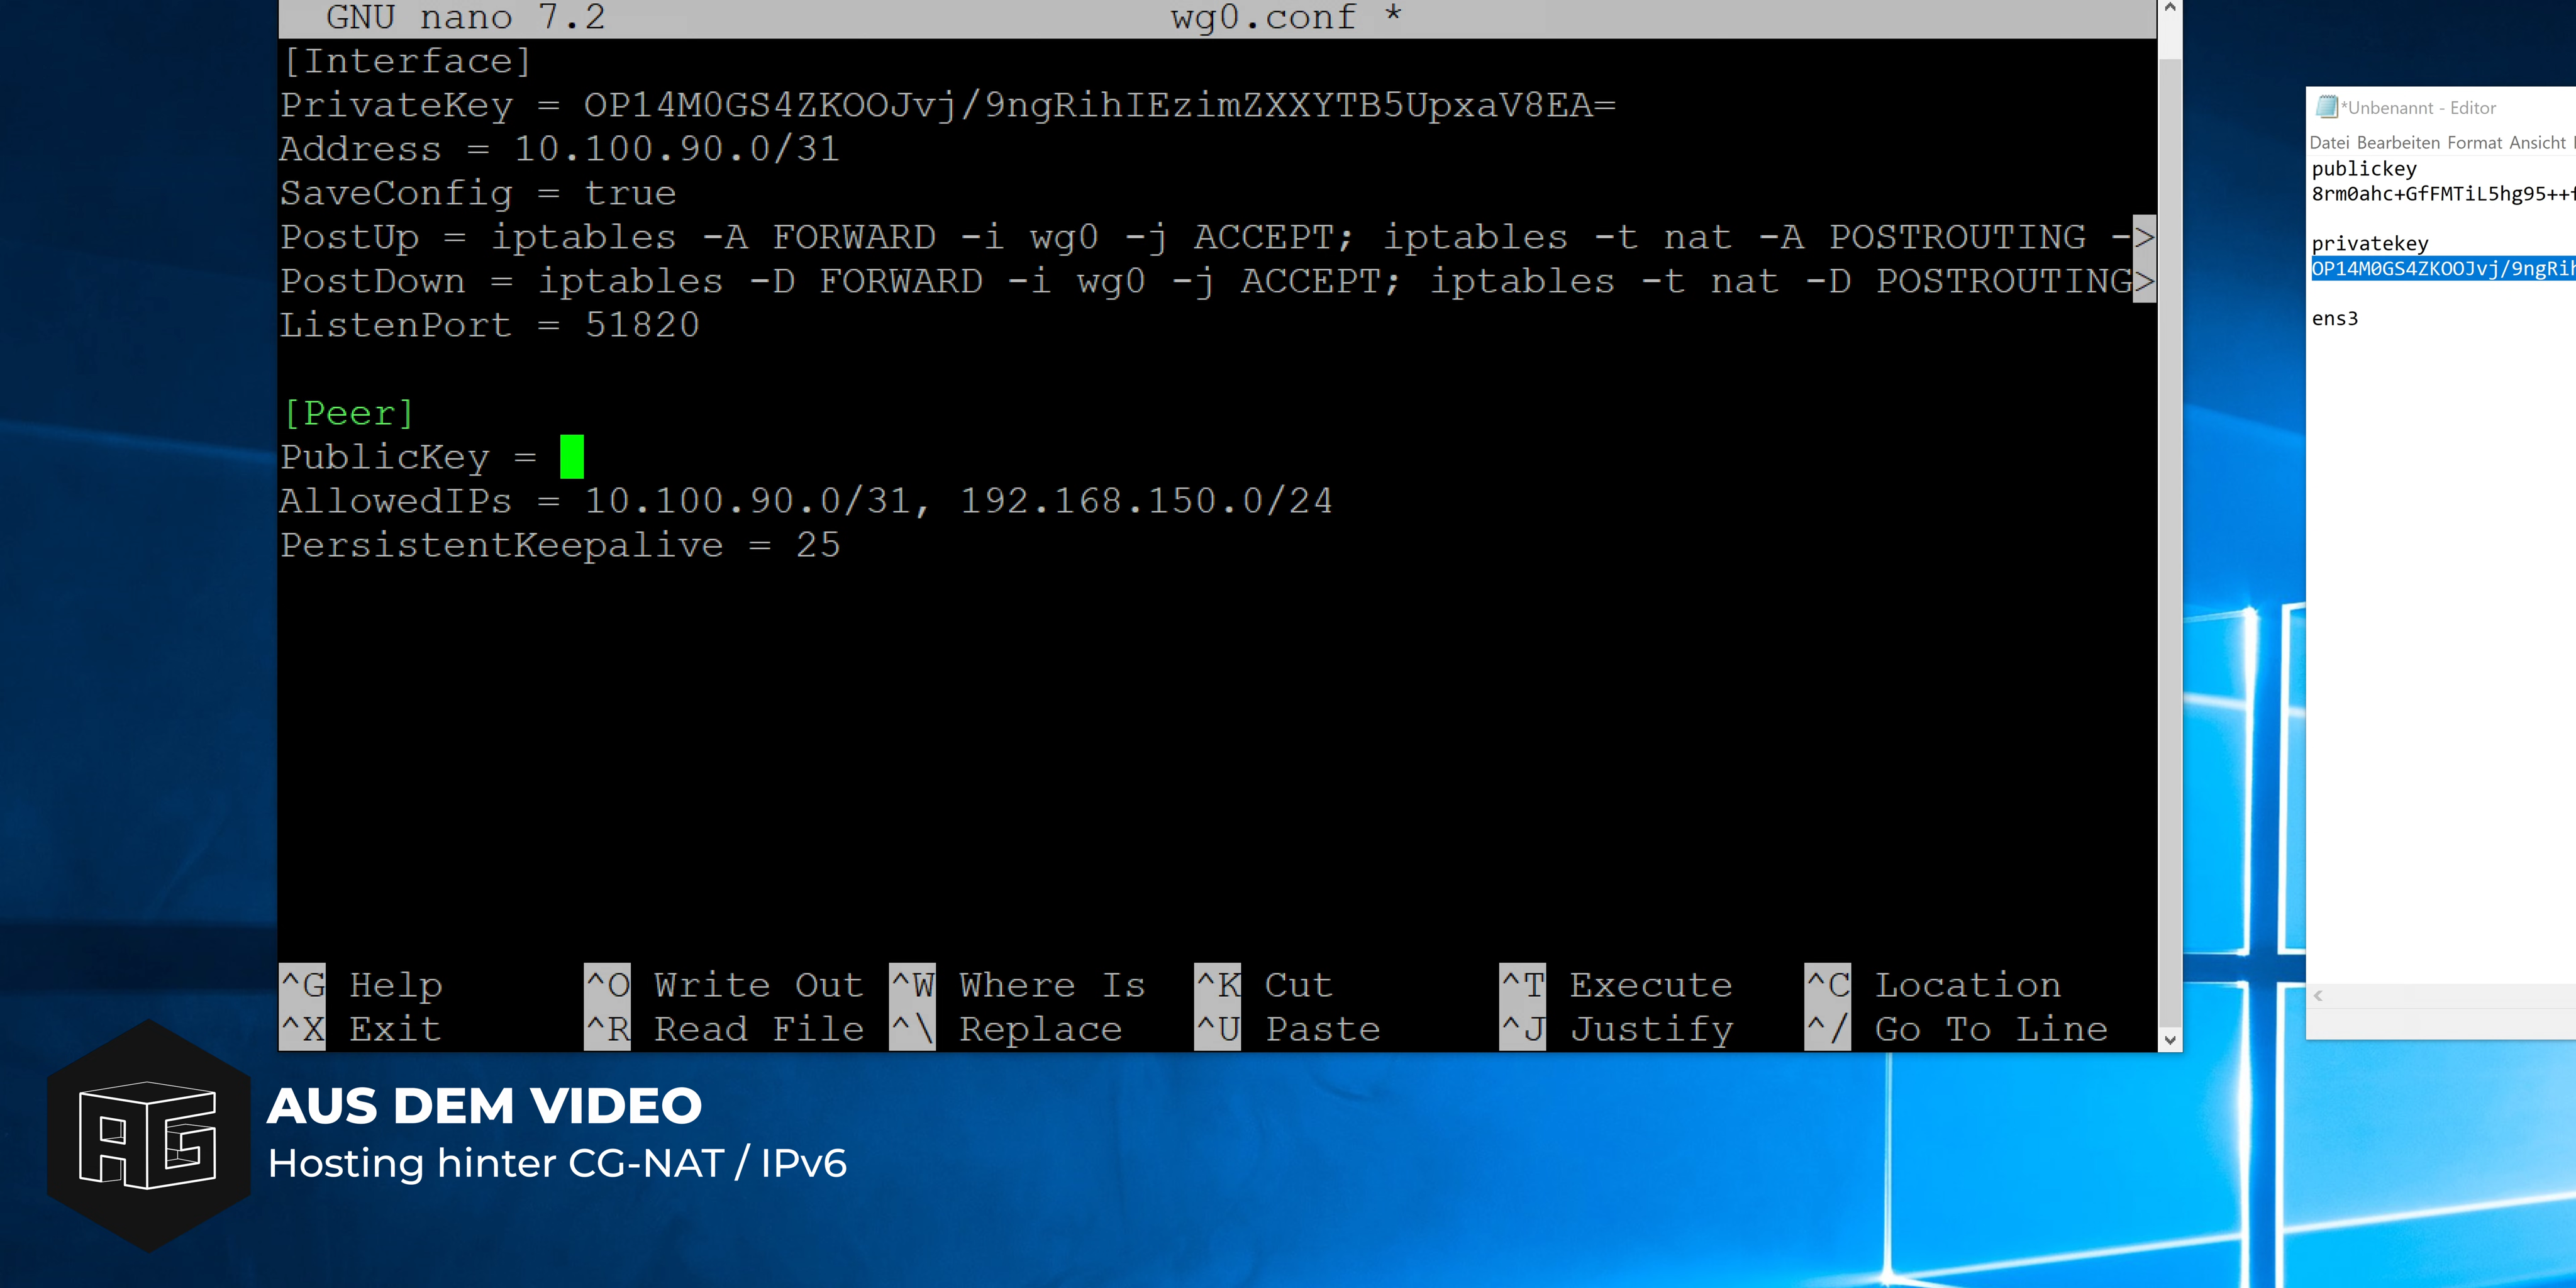 GNU nano 7.2 wg0.conf *
[Interface]
PrivateKey = OP14M0GS4ZKOOJvj/9ngRihIEzimZXXYTB5UpxaV8EA=
Address = 10.100.90.0/31
SaveConfig = true
PostUp = iptables -A FORWARD -i wg0 -j ACCEPT; iptables -t nat -A POSTROUTING ->
PostDown = iptables -D FORWARD -i wg0 -j ACCEPT; iptables -t nat -D POSTROUTING>
ListenPort = 51820
[Peer]
PublicKey =
AllowedIPs = 10.100.90.0/31, 192.168.150.0/24
PersistentKeepalive = 25
^G Help ^O Write Out ^W Where Is ^K Cut ^T Execute ^C Location
^X Exit ^R Read File ^\ Replace ^U Paste ^J Justify ^/ Go To Line
*Unbenannt - Editor
Datei Bearbeiten Format Ansicht
publickey
8rm0ahc+GfFMTiL5hg95++f
privatekey
OP14M0GS4ZKOOJvj/9ngRih
ens3
AG
AUS DEM VIDEO
Hosting hinter CG-NAT / IPv6